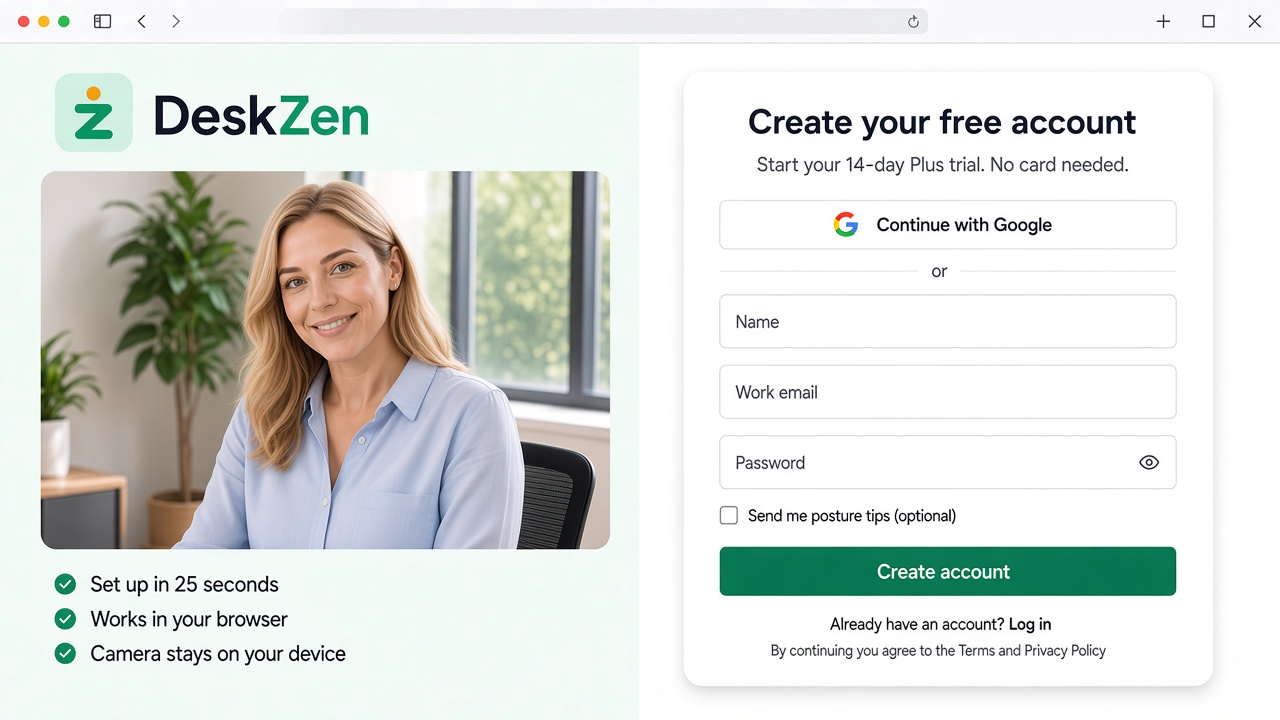 DeskZen
Set up in 25 seconds
Works in your browser
Camera stays on your device
Create your free account
Start your 14-day Plus trial. No card needed.
Continue with Google
or
Name
Work email
Password
Send me posture tips (optional)
Create account
Already have an account? Log in
By continuing you agree to the Terms and Privacy Policy